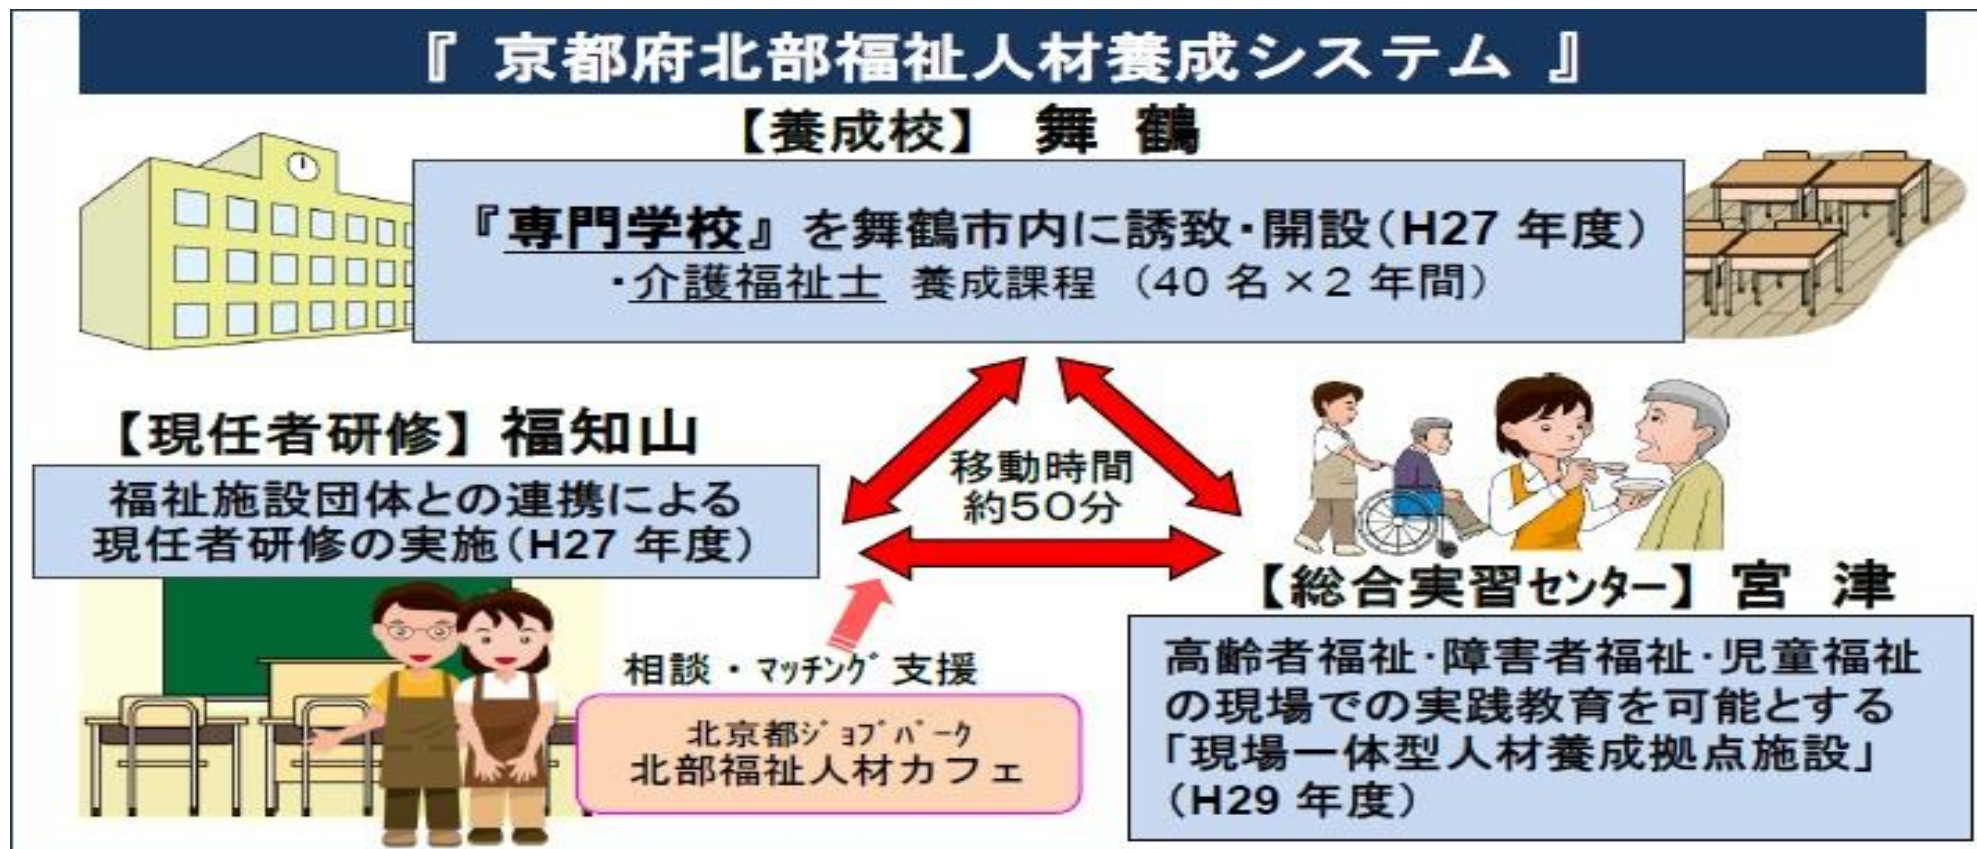 『 京都府北部福祉人材養成システム 』
【養成校】 舞 鶴
『専門学校』を舞鶴市内に誘致・開設(H27 年度)
・介護福祉士 養成課程 (40 名×2 年間)
【現任者研修】福知山
福祉施設団体との連携による
現任者研修の実施(H27 年度)
移動時間
約50分
相談・ﾏｯﾁﾝｸﾞ支援
北京都ｼﾞｮﾌﾞﾊﾟｰｸ
北部福祉人材カフェ
【総合実習ｾﾝﾀｰ】 宮 津
高齢者福祉・障害者福祉・児童福祉
の現場での実践教育を可能とする
「現場一体型人材養成拠点施設」
(H29 年度)